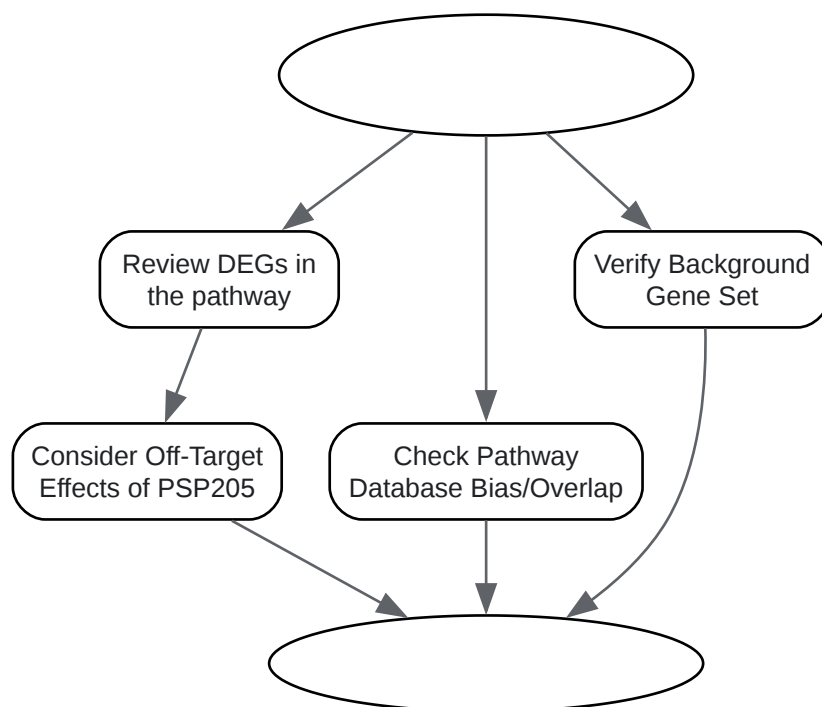 Review DEGs in
the pathway
Verify Background
Gene Set
Consider Off-Target
Effects of PSP205
Check Pathway
Database Bias/Overlap